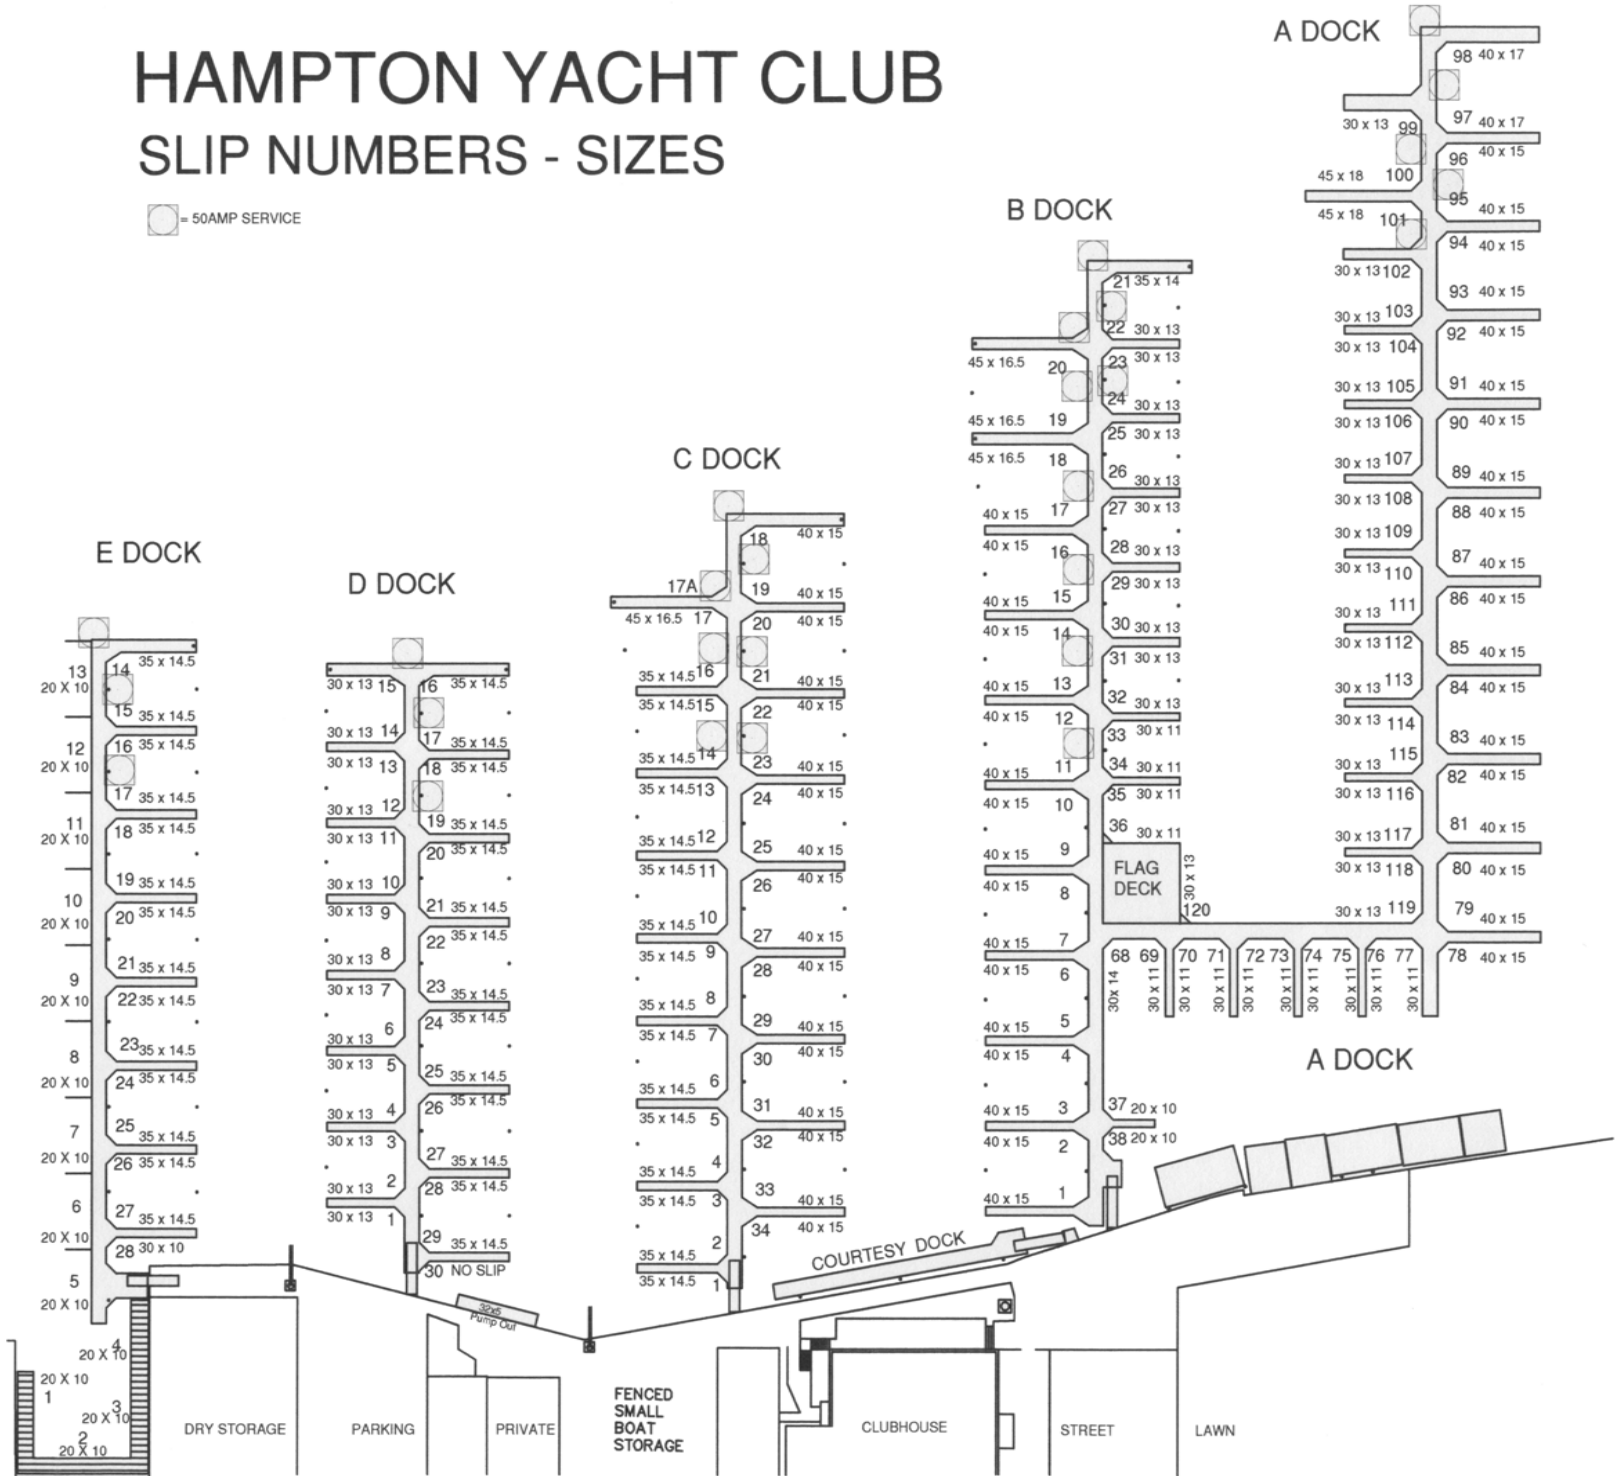 HAMPTON YACHT CLUB
SLIP NUMBERS - SIZES
= 50AMP SERVICE
E DOCK
13
20 X 10
12
20 X 10
11
20 X 10
10
20 X 10
9
20 X 10
8
20 X 10
7
20 X 10
6
20 X 10
5
20 X 10
4
20 X 10
20 X 10
1
3
20 X 10
2
20 X 10
14 35 x 14.5
15 35 x 14.5
16 35 x 14.5
17 35 x 14.5
18 35 x 14.5
19 35 x 14.5
20 35 x 14.5
21 35 x 14.5
22 35 x 14.5
23 35 x 14.5
24 35 x 14.5
25 35 x 14.5
26 35 x 14.5
27 35 x 14.5
28 30 x 10
D DOCK
30 x 13 15
30 x 13 14
30 x 13 13
30 x 13 12
30 x 13 11
30 x 13 10
30 x 13 9
30 x 13 8
30 x 13 7
30 x 13 6
30 x 13 5
30 x 13 4
30 x 13 3
30 x 13 2
30 x 13 1
16 35 x 14.5
17 35 x 14.5
18 35 x 14.5
19 35 x 14.5
20 35 x 14.5
21 35 x 14.5
22 35 x 14.5
23 35 x 14.5
24 35 x 14.5
25 35 x 14.5
26 35 x 14.5
27 35 x 14.5
28 35 x 14.5
29 35 x 14.5
30 NO SLIP
C DOCK
17A
45 x 16.5 17
35 x 14.5 16
35 x 14.5 15
35 x 14.5 14
35 x 14.5 13
35 x 14.5 12
35 x 14.5 11
35 x 14.5 10
35 x 14.5 9
35 x 14.5 8
35 x 14.5 7
35 x 14.5 6
35 x 14.5 5
35 x 14.5 4
35 x 14.5 3
35 x 14.5 2
35 x 14.5 1
18 40 x 15
19 40 x 15
20 40 x 15
21 40 x 15
22 40 x 15
23 40 x 15
24 40 x 15
25 40 x 15
26 40 x 15
27 40 x 15
28 40 x 15
29 40 x 15
30 40 x 15
31 40 x 15
32 40 x 15
33 40 x 15
34 40 x 15
B DOCK
45 x 16.5 20
45 x 16.5 19
45 x 16.5 18
40 x 15 17
40 x 15 16
40 x 15 15
40 x 15 14
40 x 15 13
40 x 15 12
40 x 15 11
40 x 15 10
40 x 15 9
40 x 15 8
40 x 15 7
40 x 15 6
40 x 15 5
40 x 15 4
40 x 15 3
40 x 15 2
40 x 15 1
21 35 x 14
22 30 x 13
23 30 x 13
24 30 x 13
25 30 x 13
26 30 x 13
27 30 x 13
28 30 x 13
29 30 x 13
30 30 x 13
31 30 x 13
32 30 x 13
33 30 x 11
34 30 x 11
35 30 x 11
36 30 x 11
FLAG
DECK
30 x 13
120
37 20 x 10
38 20 x 10
A DOCK
98 40 x 17
30 x 13 99
97 40 x 17
96 40 x 15
45 x 18 100
95 40 x 15
45 x 18 101
94 40 x 15
30 x 13 102
93 40 x 15
30 x 13 103
92 40 x 15
30 x 13 104
91 40 x 15
30 x 13 105
90 40 x 15
30 x 13 106
89 40 x 15
30 x 13 107
88 40 x 15
30 x 13 108
87 40 x 15
30 x 13 109
86 40 x 15
30 x 13 110
85 40 x 15
30 x 13 111
84 40 x 15
30 x 13 112
83 40 x 15
30 x 13 113
82 40 x 15
30 x 13 114
81 40 x 15
30 x 13 115
80 40 x 15
30 x 13 116
79 40 x 15
30 x 13 117
78 40 x 15
30 x 13 118
30 x 13 119
68 69 70 71 72 73 74 75 76 77
30x 14 30 x 11 30 x 11 30 x 11 30 x 11 30 x 11 30 x 11 30 x 11 30 x 11 30 x 11
A DOCK
COURTESY DOCK
32x5
Pump Out
DRY STORAGE
PARKING
PRIVATE
FENCED
SMALL
BOAT
STORAGE
CLUBHOUSE
STREET
LAWN